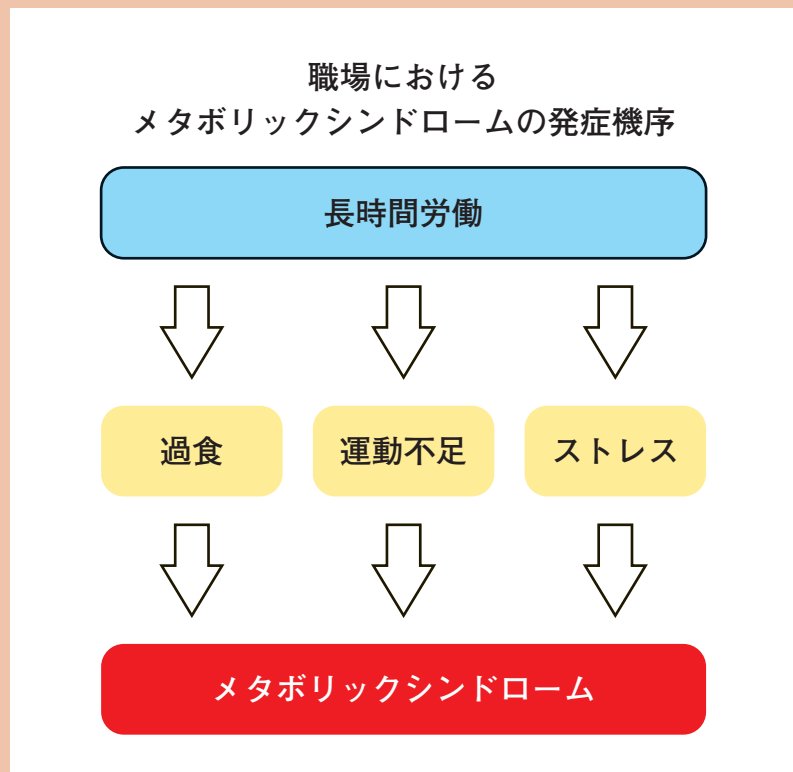 職場における
メタボリックシンドロームの発症機序
長時間労働
過食
運動不足
ストレス
メタボリックシンドローム